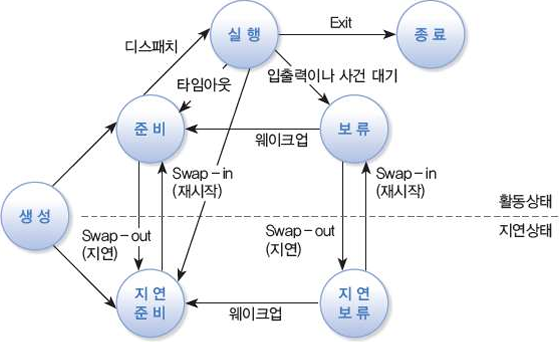 디스패치
실 행
Exit
종 료
타임아웃
입출력이나 사건 대기
준 비
웨이크업
보 류
Swap－in
(재시작)
Swap－in
(재시작)
생 성
활동상태
Swap－out
(지연)
Swap－out
(지연)
지연상태
지 연
준 비
웨이크업
지 연
보 류